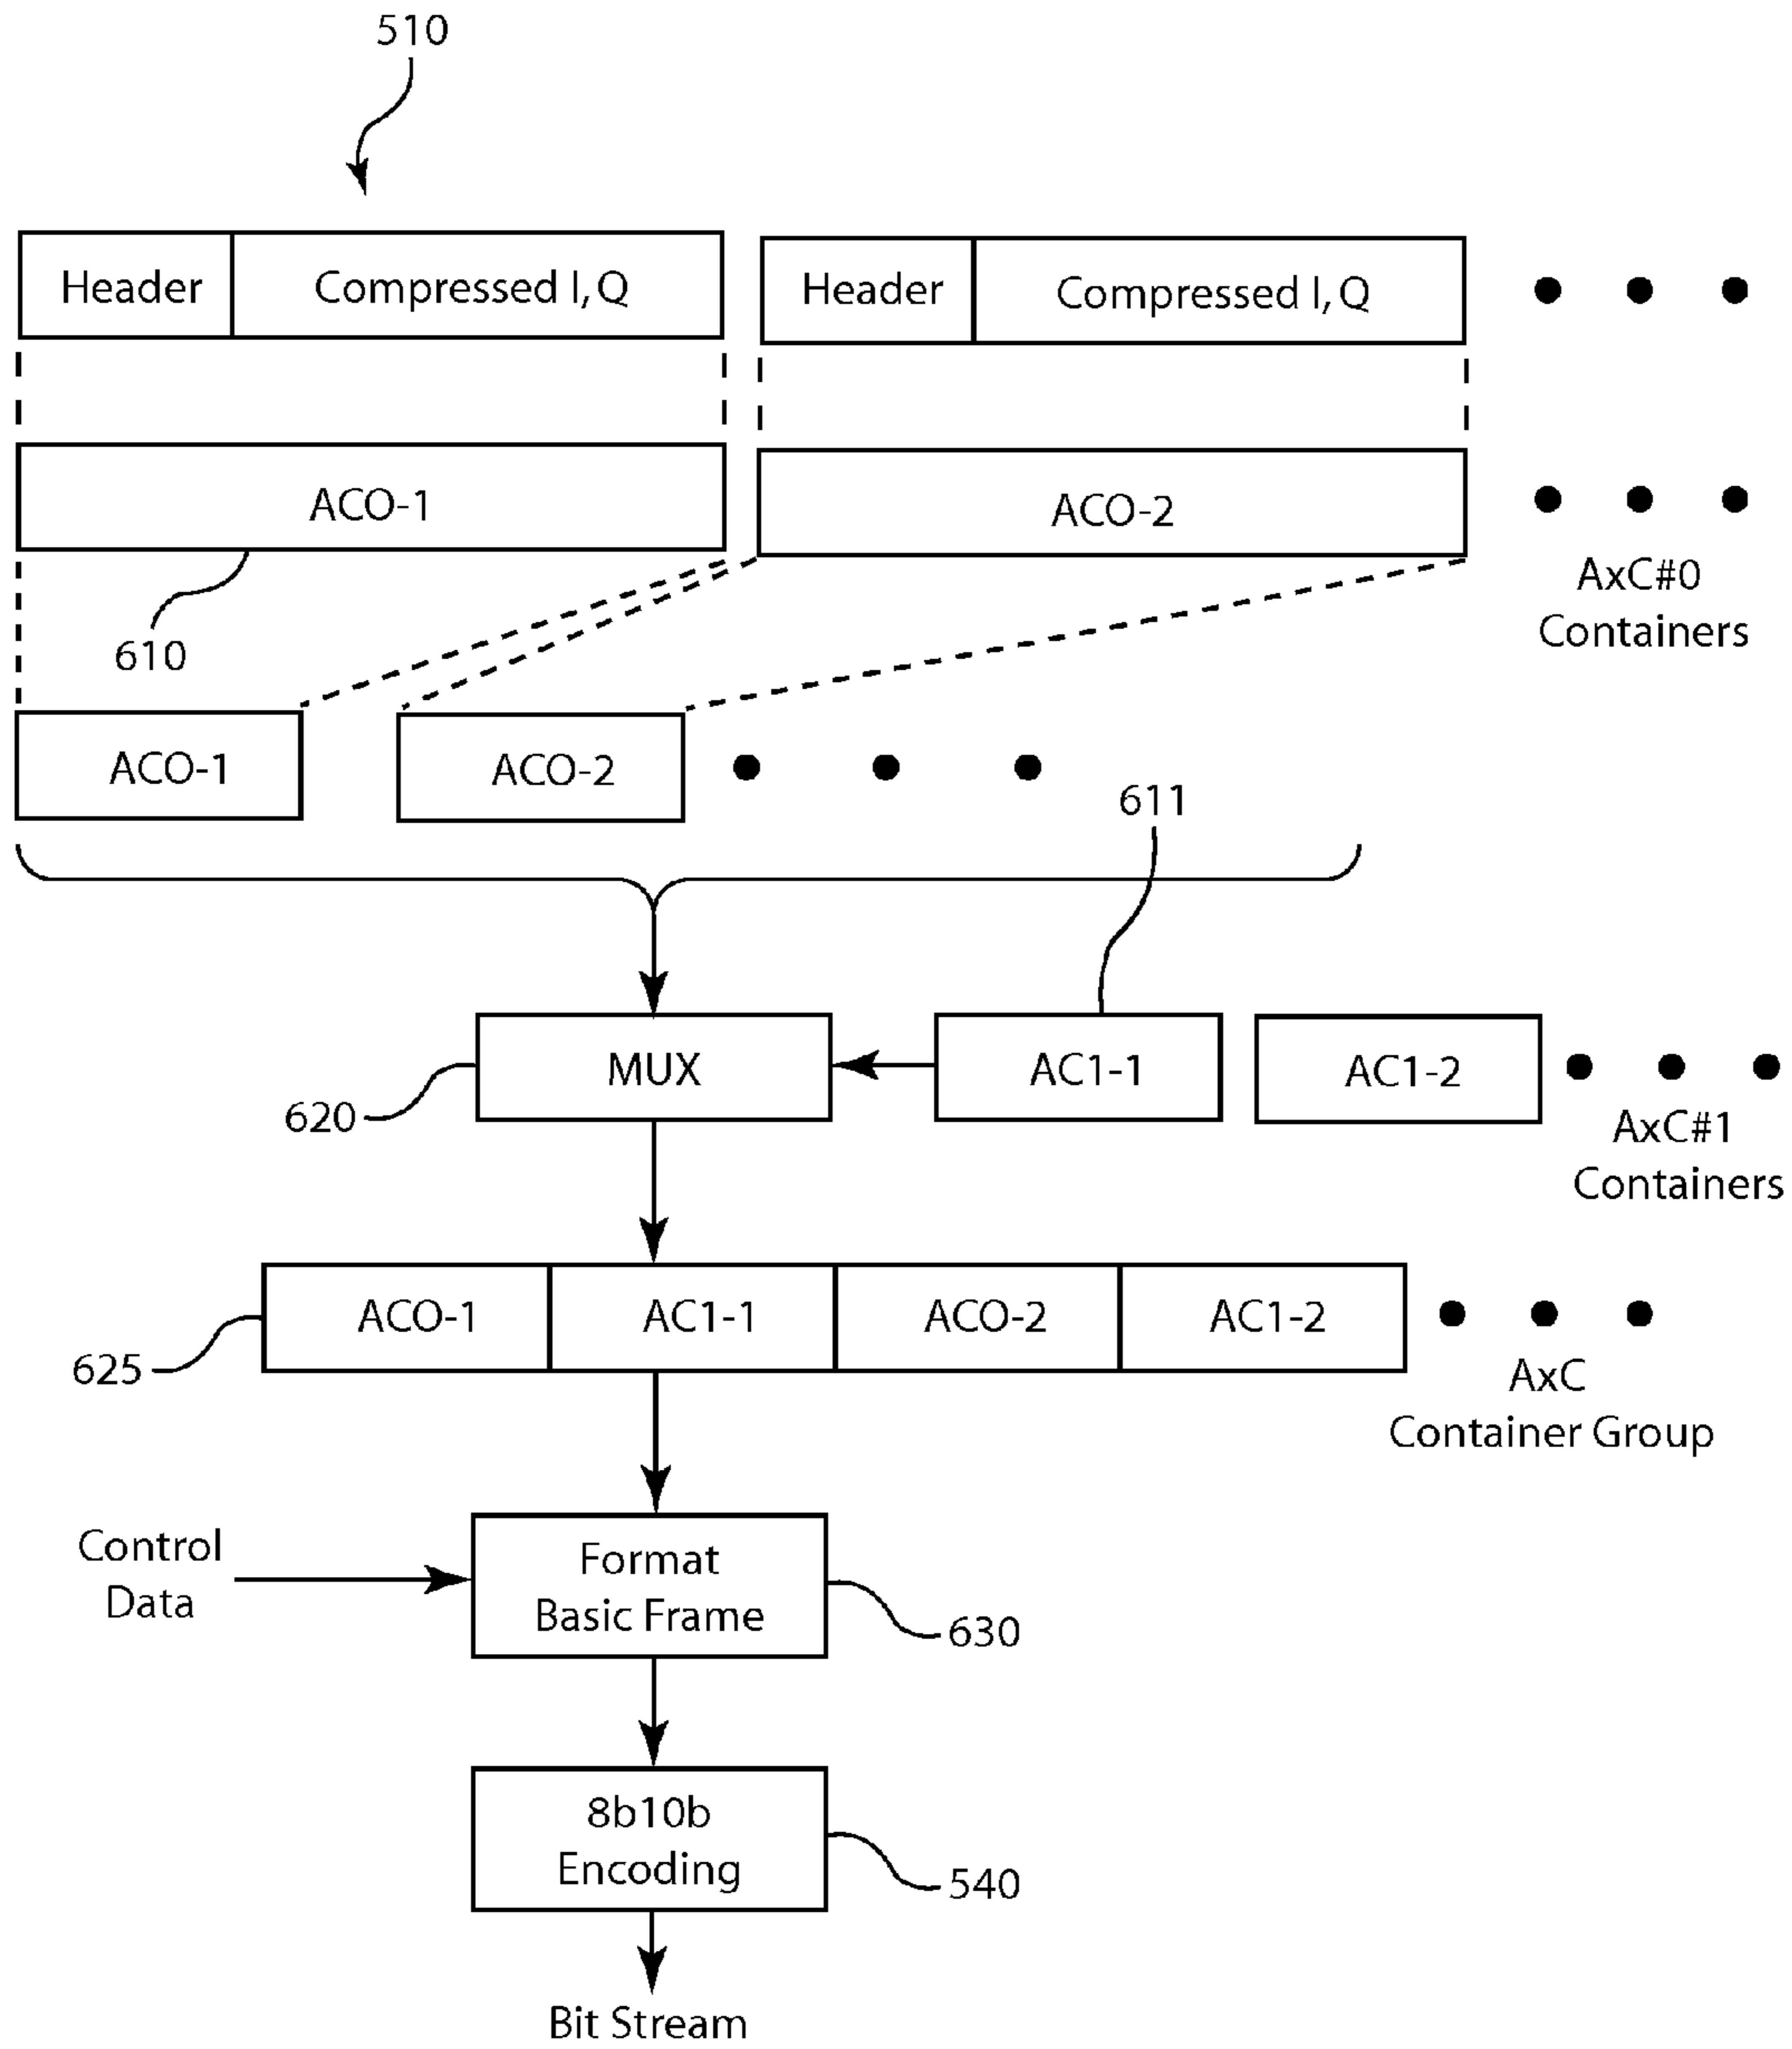 510
Header
Compressed I, Q
Header
Compressed I, Q
ACO-1
ACO-2
AxC#0
Containers
610
ACO-1
ACO-2
611
MUX
AC1-1
AC1-2
620
AxC#1
Containers
ACO-1
AC1-1
ACO-2
AC1-2
625
AxC
Container Group
Control
Data
Format
Basic Frame
630
8b10b
Encoding
540
Bit Stream